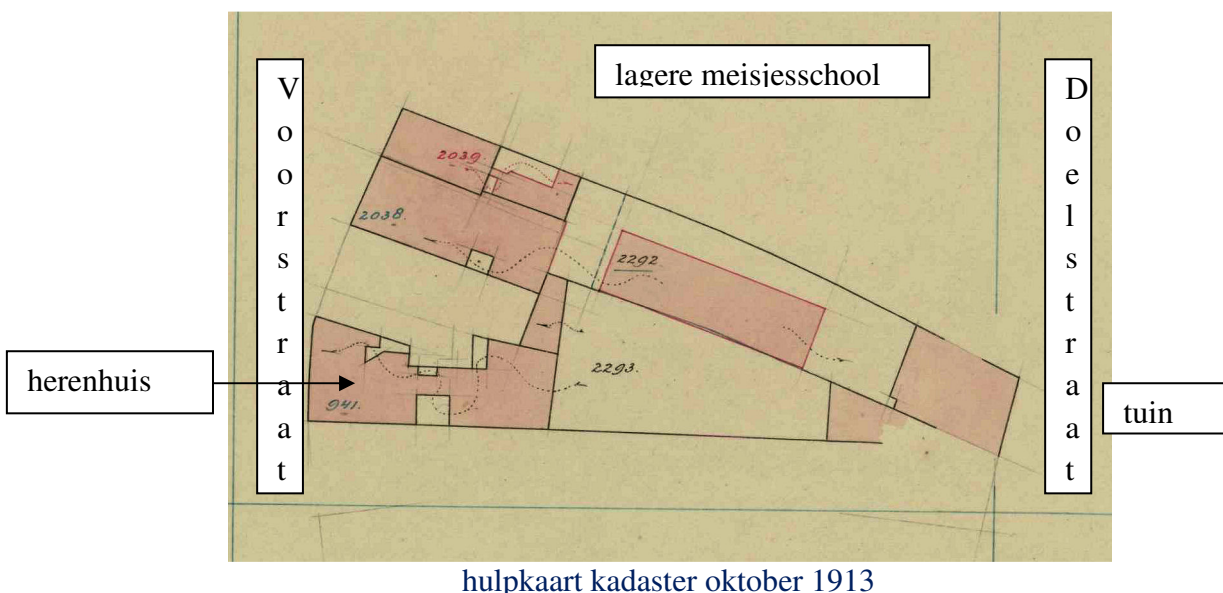 lagere meisjesschool
Voorstraat
Doelstraat
2039.
2038.
2292
2293.
941.
herenhuis
tuin
hulpkaart kadaster oktober 1913